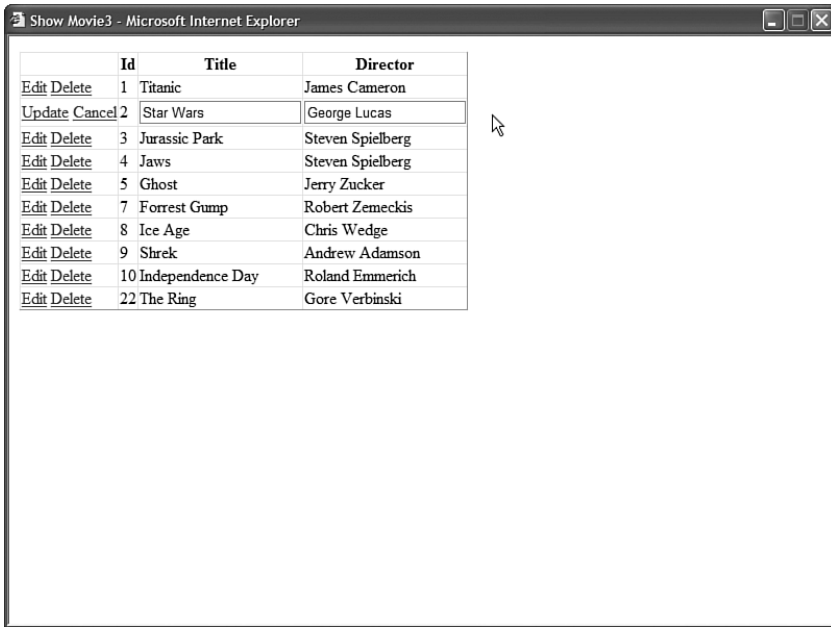 Show Movie3 - Microsoft Internet Explorer
Id Title Director
Edit Delete 1 Titanic James Cameron
Update Cancel 2 Star Wars George Lucas
Edit Delete 3 Jurassic Park Steven Spielberg
Edit Delete 4 Jaws Steven Spielberg
Edit Delete 5 Ghost Jerry Zucker
Edit Delete 7 Forrest Gump Robert Zemeckis
Edit Delete 8 Ice Age Chris Wedge
Edit Delete 9 Shrek Andrew Adamson
Edit Delete 10 Independence Day Roland Emmerich
Edit Delete 22 The Ring Gore Verbinski